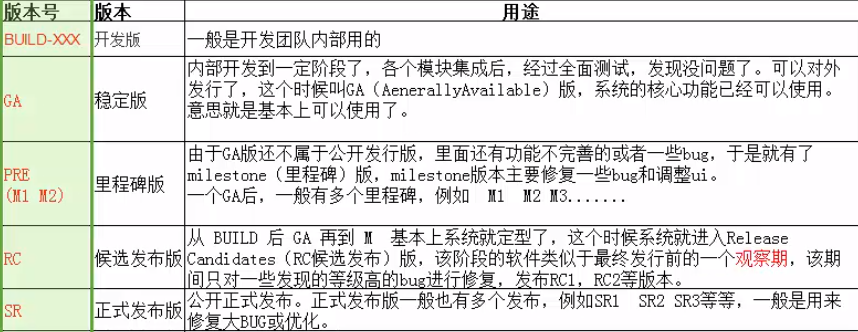 版本号 版本 用途
BUILD-XXX 开发版 一般是开发团队内部用的
GA 稳定版 内部开发到一定阶段了，各个模块集成后，经过全面测试，发现没问题了。可以对外
发行了，这个时候叫GA（AenerallyAvailable）版，系统的核心功能已经可以使用。
意思就是基本上可以使用了。
PRE
(M1 M2) 里程碑版 由于GA版还不属于公开发行版，里面还有功能不完善的或者一些bug，于是就有了
milestone（里程碑）版，milestone版本主要修复一些bug和调整ui。
一个GA后，一般有多个里程碑，例如 M1 M2 M3.......
RC 候选发布版 从 BUILD 后 GA 再到 M 基本上系统就定型了，这个时候系统就进入Release
Candidates（RC候选发布）版，该阶段的软件类似于最终发行前的一个观察期，该期
间只对一些发现的等级高的bug进行修复，发布RC1，RC2等版本。
SR 正式发布版 公开正式发布。正式发布版一般也有多个发布，例如SR1 SR2 SR3等等，一般是用来
修复大BUG或优化。